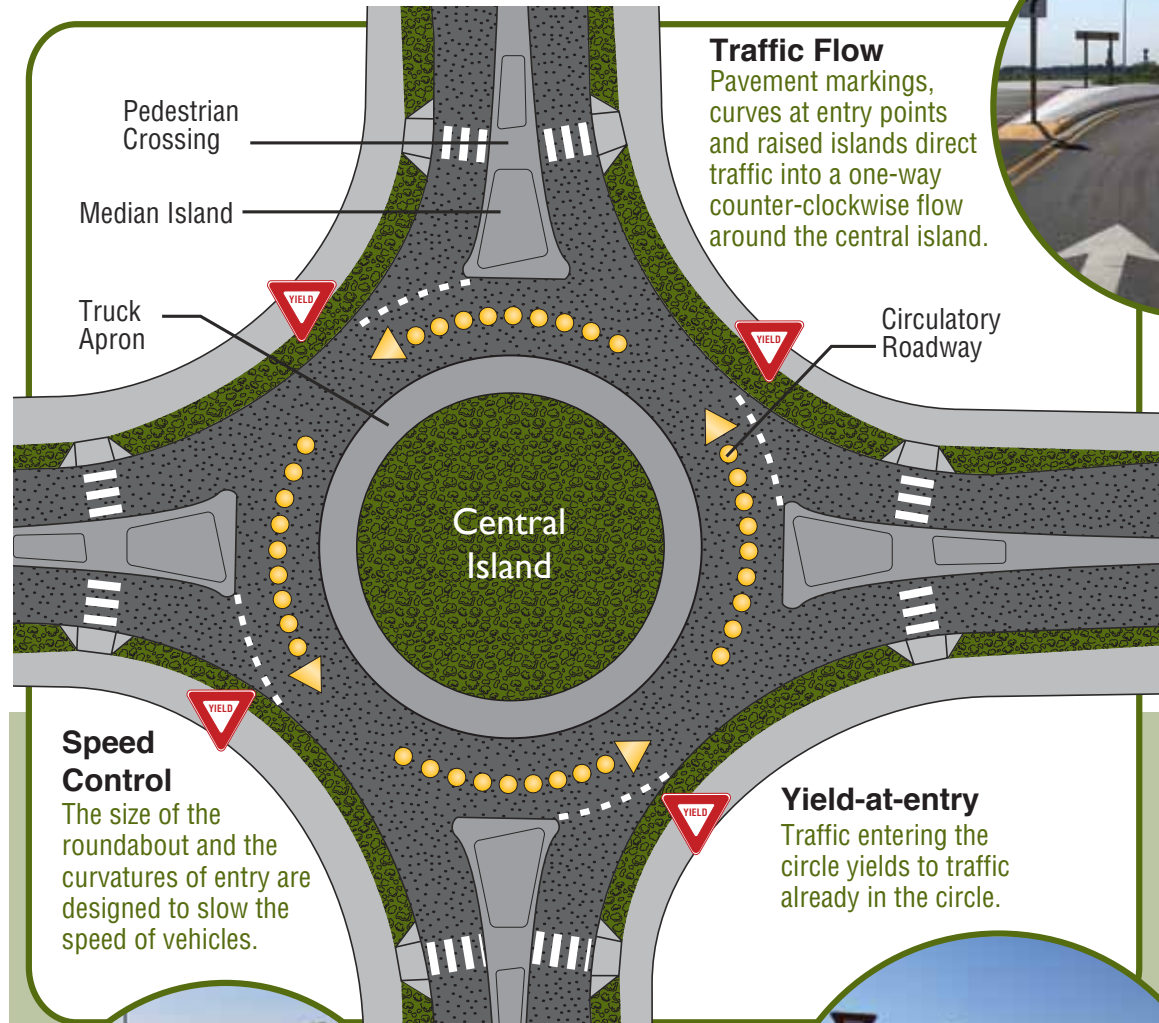 Traffic Flow
Pavement markings,
curves at entry points
and raised islands direct
traffic into a one-way
counter-clockwise flow
around the central island.
Pedestrian
Crossing
Median Island
Truck
Apron
YIELD
YIELD
Circulatory
Roadway
Central
Island
YIELD
Speed
Control
The size of the
roundabout and the
curvatures of entry are
designed to slow the
speed of vehicles.
YIELD
Yield-at-entry
Traffic entering the
circle yields to traffic
already in the circle.